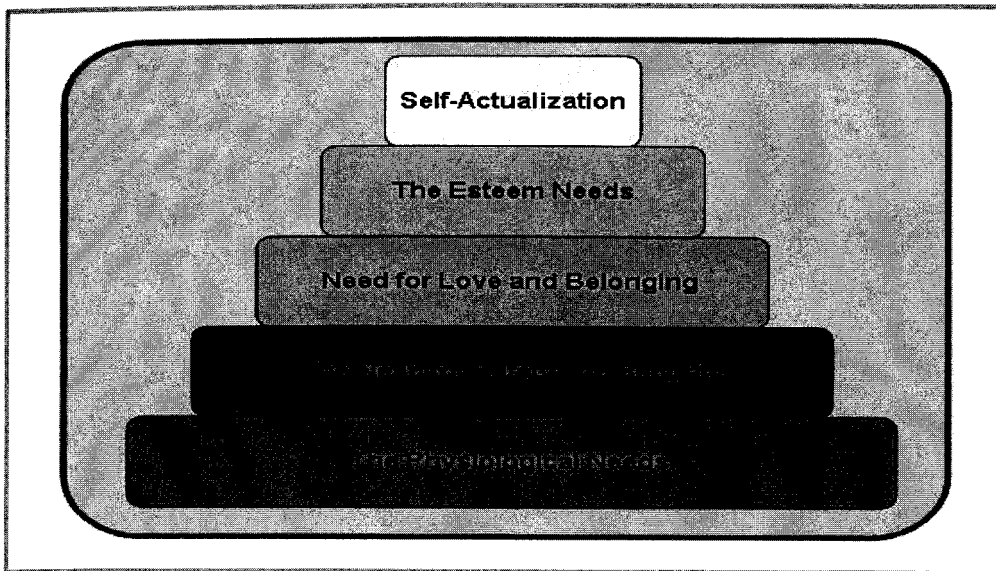 Self-Actualization
The Esteem Needs
Need for Love and Belonging
The Physiological Needs